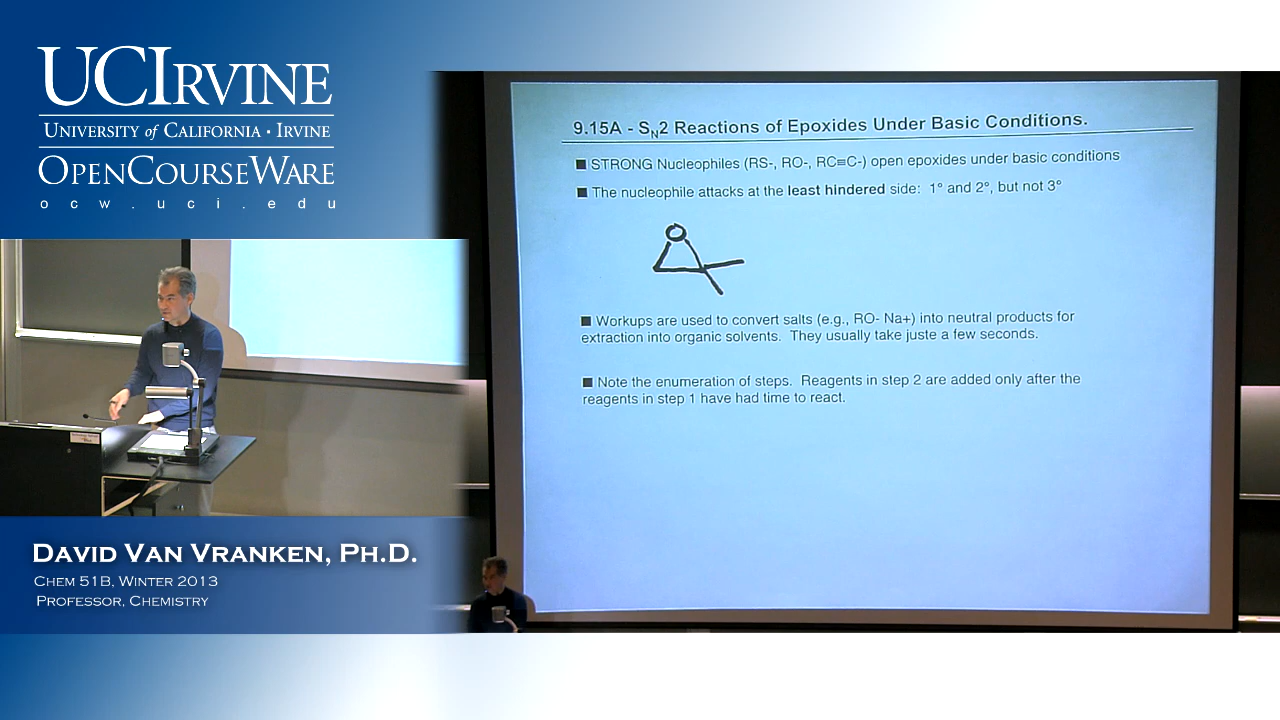 UCIRVINE
UNIVERSITY of CALIFORNIA · IRVINE
OPENCOURSEWARE
ocw.uci.edu
9.15A - SN2 Reactions of Epoxides Under Basic Conditions.
■ STRONG Nucleophiles (RS-, RO-, RC≡C-) open epoxides under basic conditions
■ The nucleophile attacks at the least hindered side: 1° and 2°, but not 3°
O
■ Workups are used to convert salts (e.g., RO- Na+) into neutral products for
extraction into organic solvents. They usually take juste a few seconds.
■ Note the enumeration of steps. Reagents in step 2 are added only after the
reagents in step 1 have had time to react.
DAVID VAN VRANKEN, PH.D.
CHEM 51B, WINTER 2013
PROFESSOR, CHEMISTRY